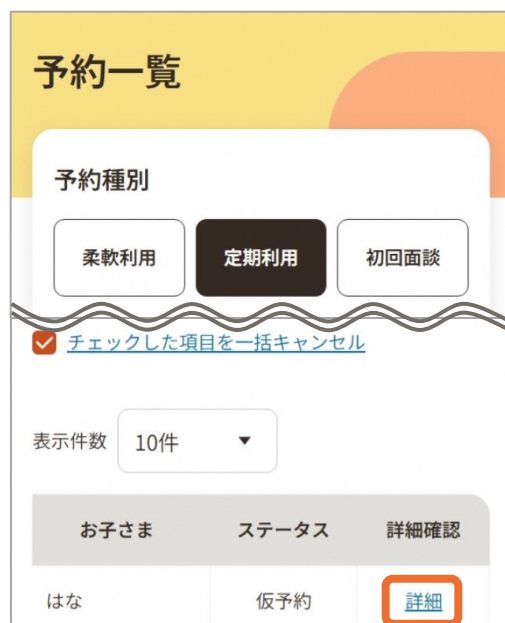 予約一覧
予約種別
柔軟利用 定期利用 初回面談
チェックした項目を一括キャンセル
表示件数 10件
お子さま ステータス 詳細確認
はな 仮予約 詳細